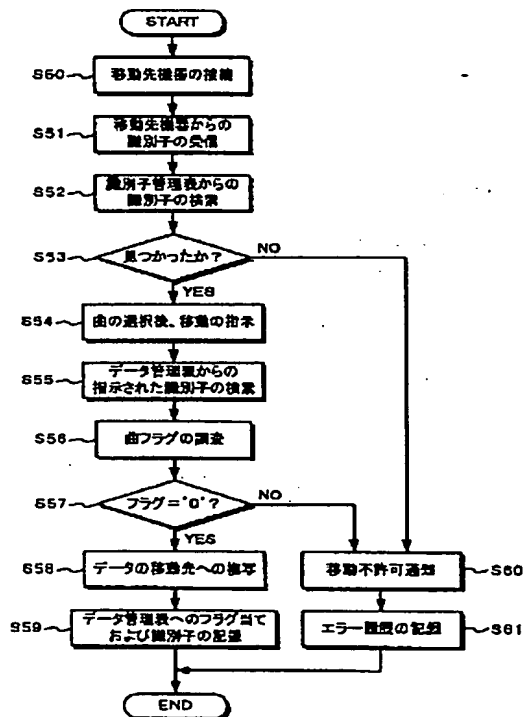 START
S50
移動先機器の接続
S51
移動先機器からの
識別子の受信
S52
識別子管理表からの
識別子の検索
S53
見つかったか?
NO
YES
S54
曲の選択後、移動の指示
S55
データ管理表からの
指示された識別子の検索
S56
曲フラグの調査
S57
フラグ="0"?
NO
YES
S58
データの移動先への複写
S59
データ管理表へのフラグ当て
および識別子の記録
移動不許可通知
S60
エラー履歴の記録
S61
END